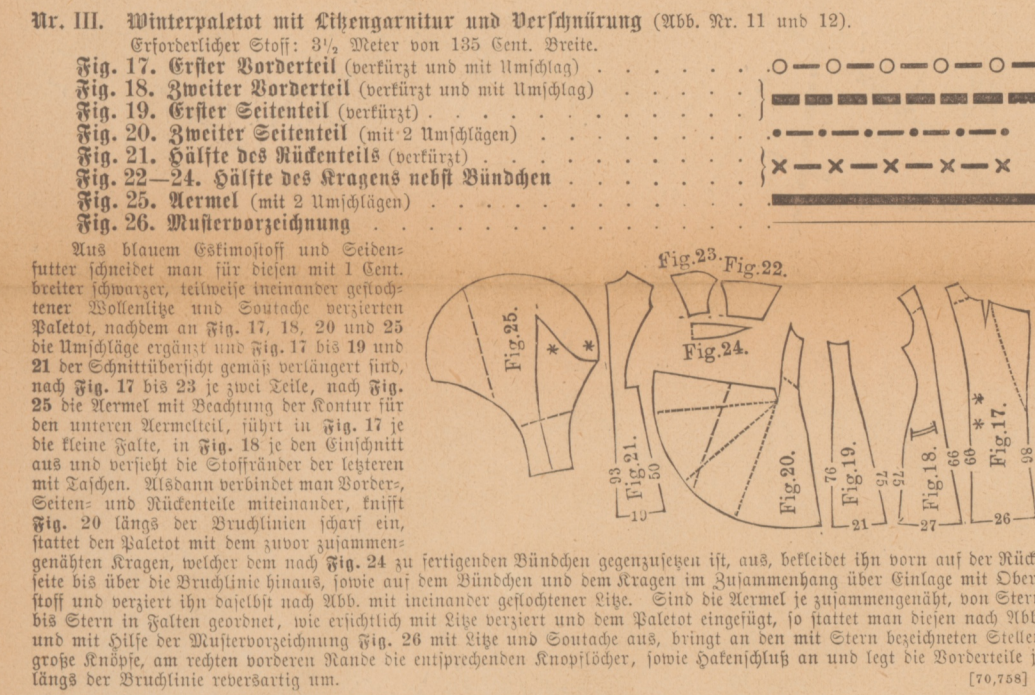 Nr. III. Winterpaletot mit Litzengarnitur und Verschnürung (Abb. Nr. 11 und 12).
Erforderlicher Stoff: 3½ Meter von 135 Cent. Breite.
Fig. 17. Erster Vorderteil (verkürzt und mit Umschlag)
Fig. 18. Zweiter Vorderteil (verkürzt und mit Umschlag)
Fig. 19. Erster Seitenteil (verkürzt)
Fig. 20. Zweiter Seitenteil (mit 2 Umschlägen)
Fig. 21. Hälfte des Rückenteils (verkürzt)
Fig. 22—24. Hälfte des Kragens nebst Bündchen
Fig. 25. Aermel (mit 2 Umschlägen)
Fig. 26. Mustervorzeichnung
Aus blauem Eskimostoff und Seiden=
futter schneidet man für diesen mit 1 Cent.
breiter schwarzer, teilweise ineinander gefloch=
tener Wollenlitze und Soutache verzierten
Paletot, nachdem an Fig. 17, 18, 20 und 25
die Umschläge ergänzt und Fig. 17 bis 19 und
21 der Schnittübersicht gemäß verlängert sind,
nach Fig. 17 bis 23 je zwei Teile, nach Fig.
25 die Aermel mit Beachtung der Kontur für
den unteren Aermelteil, führt in Fig. 17 je
die kleine Falte, in Fig. 18 je den Einschnitt
aus und versieht die Stoffränder der letzteren
mit Taschen. Alsdann verbindet man Vorder=,
Seiten= und Rückenteile miteinander, knifft
Fig. 20 längs der Bruchlinien scharf ein,
stattet den Paletot mit dem zuvor zusammen=
genähten Kragen, welcher dem nach Fig. 24 zu fertigenden Bündchen gegenzusetzen ist, aus, bekleidet ihn vorn auf der Rück
seite bis über die Bruchlinie hinaus, sowie auf dem Bündchen und dem Kragen im Zusammenhang über Einlage mit Ober
stoff und verziert ihn daselbst nach Abb. mit ineinander geflochtener Litze. Sind die Aermel je zusammengenäht, von Stern
bis Stern in Falten geordnet, wie ersichtlich mit Litze verziert und dem Paletot eingefügt, so stattet man diesen nach Abb
und mit Hilfe der Mustervorzeichnung Fig. 26 mit Litze und Soutache aus, bringt an den mit Stern bezeichneten Stelle
große Knöpfe, am rechten vorderen Rande die entsprechenden Knopflöcher, sowie Hakenschluß an und legt die Vorderteile j
längs der Bruchlinie reversartig um.
[70,758]
Fig.25.
Fig.23.
Fig.22.
Fig.24.
Fig.21.
93
50
Fig.20.
Fig.19.
76
75
21
Fig.18.
75
66
27
Fig.17.
69
86
26